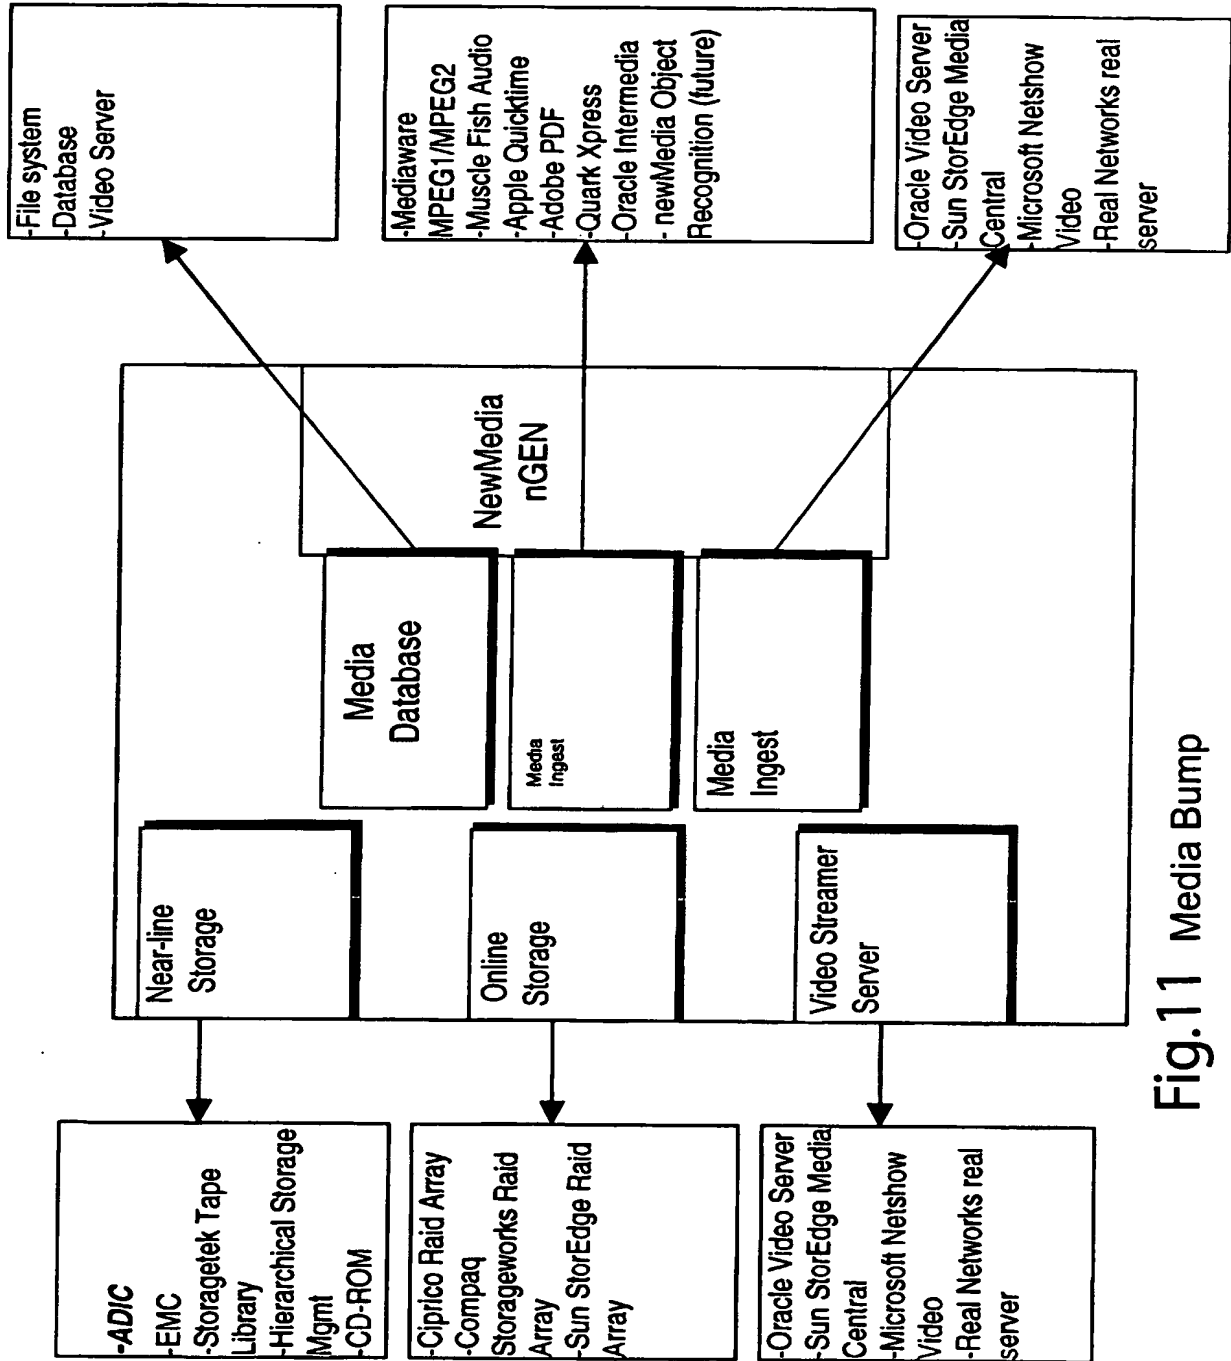 -ADIC
-EMC
-Storagetek Tape
Library
-Hierarchical Storage
Mgmt
-CD-ROM
Near-line
Storage
Media
Database
-File system
-Database
-Video Server
-Ciprico Raid Array
-Compaq
Storageworks Raid
Array
-Sun StorEdge Raid
Array
Online
Storage
Media
Ingest
NewMedia
nGEN
-Mediaware
MPEG1/MPEG2
-Muscle Fish Audio
-Apple Quicktime
-Adobe PDF
-Quark Xpress
-Oracle Intermedia
- newMedia Object
Recognition (future)
-Oracle Video Server
-Sun StorEdge Media
Central
-Microsoft Netshow
Video
-Real Networks real
server
Video Streamer
Server
Media
Ingest
-Oracle Video Server
-Sun StorEdge Media
Central
-Microsoft Netshow
Video
-Real Networks real
server
Fig.11 Media Bump